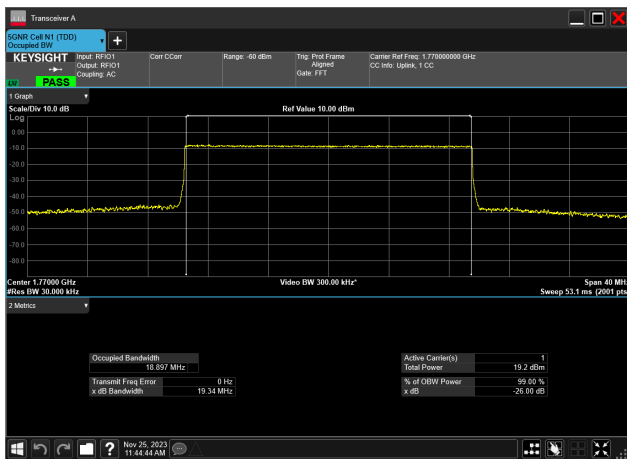 Transceiver A
5GNR Cell N1 (TDD)
Occupied BW
KEYSIGHT
LV
PASS
Input: RFIO1
Output: RFIO1
Coupling: AC
Corr CCorr
Range: -60 dBm
Trig: Prot Frame
Aligned
Gate: FFT
Carrier Ref Freq: 1.770000000 GHz
CC Info: Uplink, 1 CC
1 Graph
Scale/Div 10.0 dB
Ref Value 10.00 dBm
Log
0.00
-10.0
-20.0
-30.0
-40.0
-50.0
-60.0
-70.0
-80.0
Center 1.77000 GHz
Video BW 300.00 kHz*
Span 40 MH
#Res BW 30.000 kHz
Sweep 53.1 ms (2001 pts
2 Metrics
Occupied Bandwidth
18.897 MHz
Transmit Freq Error 0 Hz
x dB Bandwidth 19.34 MHz
Active Carrier(s) 1
Total Power 19.2 dBm
% of OBW Power 99.00 %
x dB -26.00 dB
?
Nov 25, 2023
11:44:44 AM